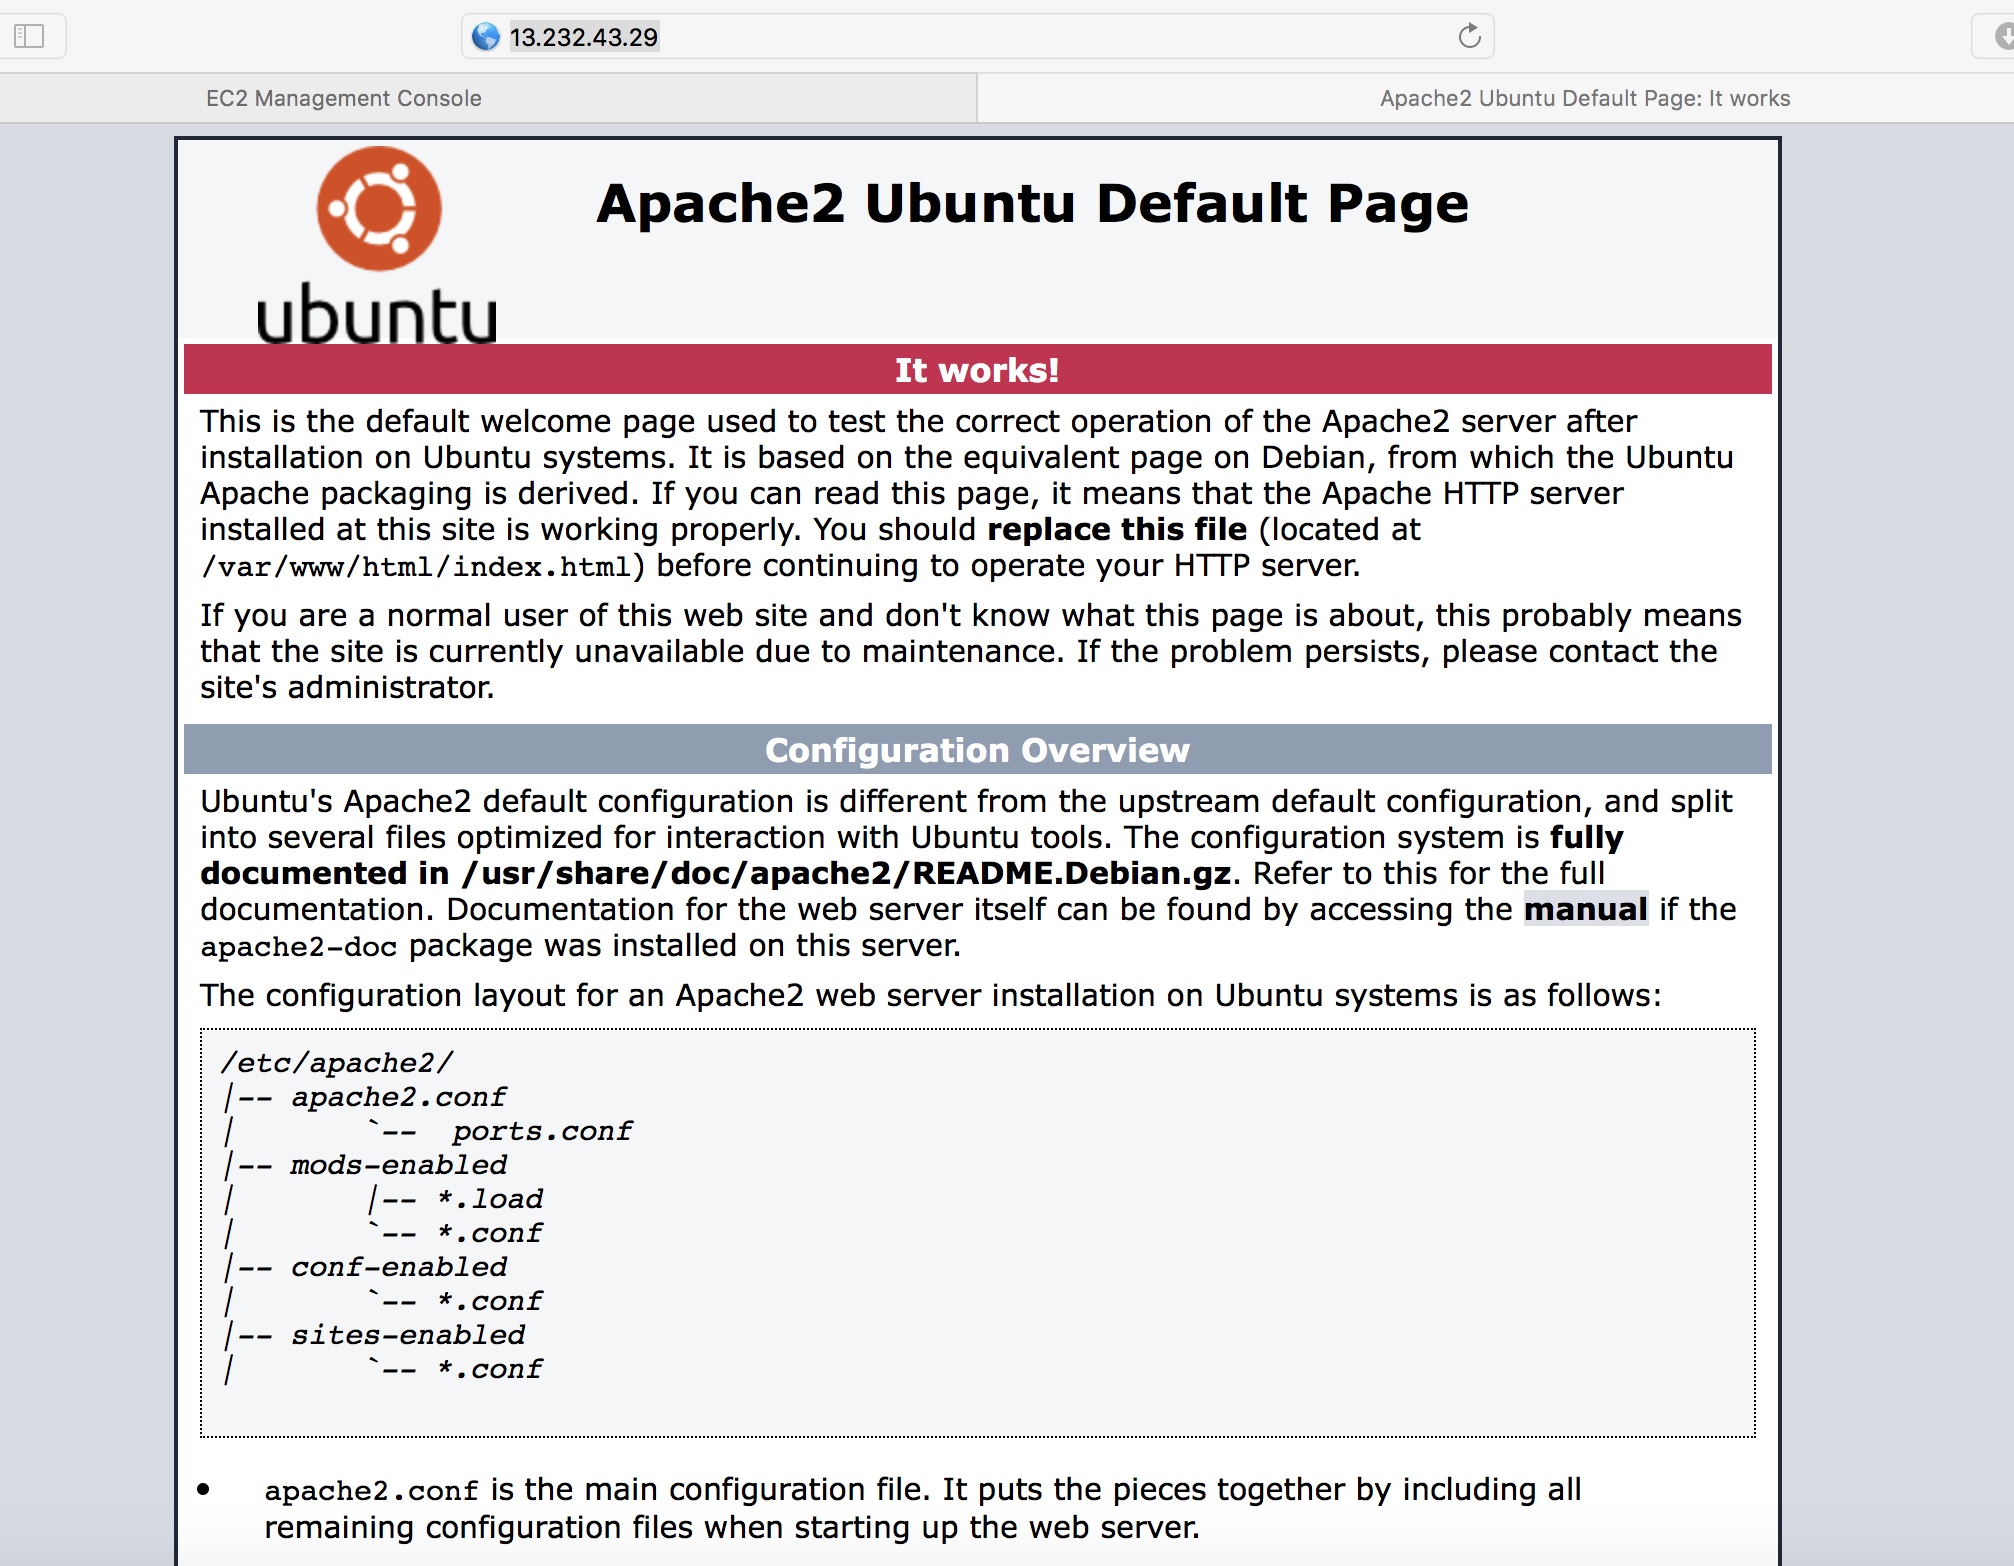 13.232.43.29
EC2 Management Console
Apache2 Ubuntu Default Page: It works
ubuntu
Apache2 Ubuntu Default Page
It works!
This is the default welcome page used to test the correct operation of the Apache2 server after
installation on Ubuntu systems. It is based on the equivalent page on Debian, from which the Ubuntu
Apache packaging is derived. If you can read this page, it means that the Apache HTTP server
installed at this site is working properly. You should replace this file (located at
/var/www/html/index.html) before continuing to operate your HTTP server.
If you are a normal user of this web site and don't know what this page is about, this probably means
that the site is currently unavailable due to maintenance. If the problem persists, please contact the
site's administrator.
Configuration Overview
Ubuntu's Apache2 default configuration is different from the upstream default configuration, and split
into several files optimized for interaction with Ubuntu tools. The configuration system is fully
documented in /usr/share/doc/apache2/README.Debian.gz. Refer to this for the full
documentation. Documentation for the web server itself can be found by accessing the manual if the
apache2-doc package was installed on this server.
The configuration layout for an Apache2 web server installation on Ubuntu systems is as follows:
/etc/apache2/
|-- apache2.conf
|       `--  ports.conf
|-- mods-enabled
|       |-- *.load
|       `-- *.conf
|-- conf-enabled
|       `-- *.conf
|-- sites-enabled
|       `-- *.conf
• apache2.conf is the main configuration file. It puts the pieces together by including all
remaining configuration files when starting up the web server.